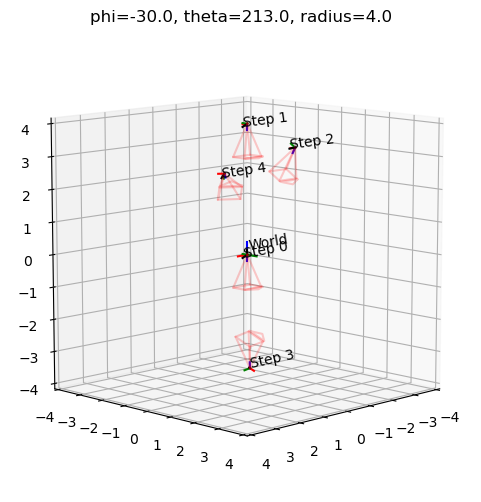 phi=-30.0, theta=213.0, radius=4.0
Step 1
Step 2
Step 4
World
Step 0
Step 3
4
3
2
1
0
−1
−2
−3
−4
−4 −3 −2 −1 0 1 2 3 4
4 3 2 1 0 −1 −2 −3 −4